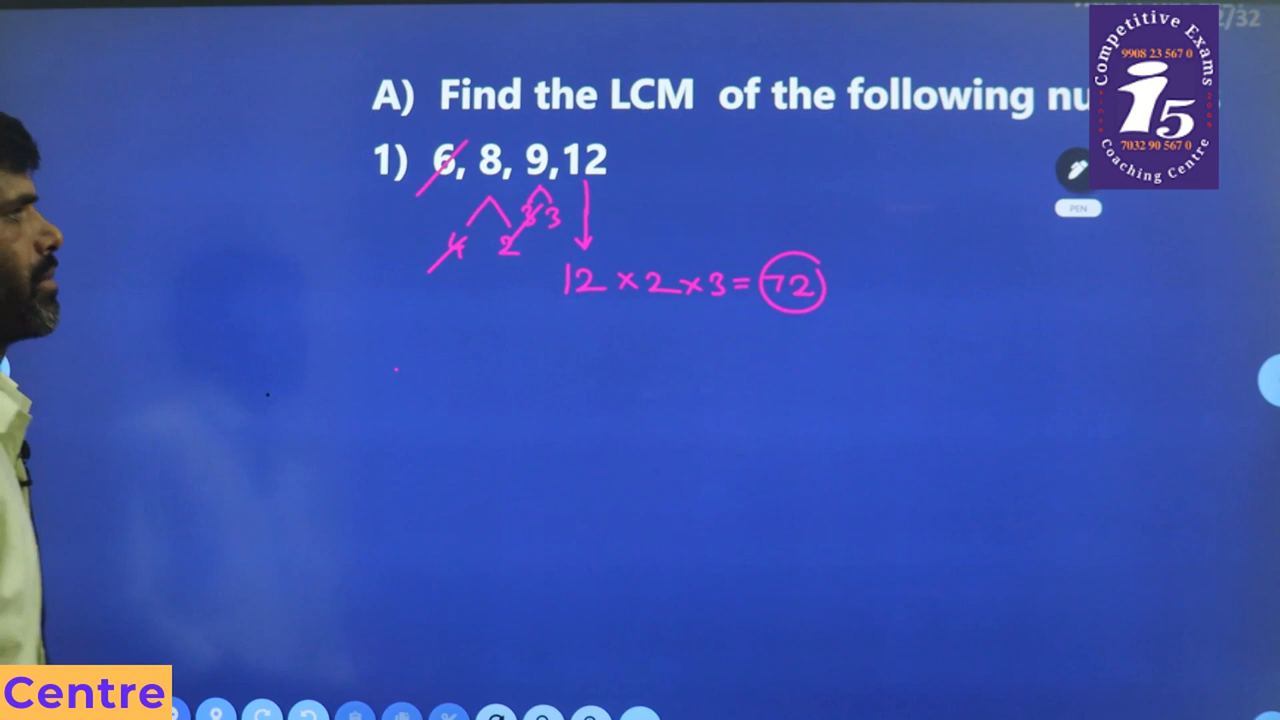 A) Find the LCM of the following
1) 6, 8, 9,12
4 2 3 3
12 × 2 × 3 = 72
Competitive Exams
9908 23 567 0
i5
7032 90 567 0
Coaching Centre
PEN
Centre